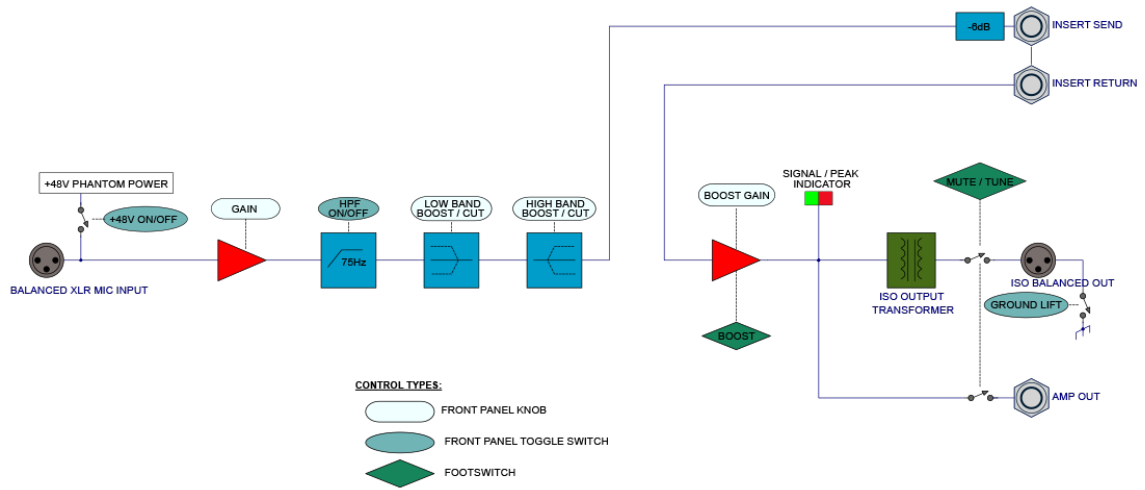 INSERT SEND
-6dB
INSERT RETURN
+48V PHANTOM POWER
+48V ON/OFF
BALANCED XLR MIC INPUT
GAIN
HPF
ON/OFF
75Hz
LOW BAND
BOOST / CUT
HIGH BAND
BOOST / CUT
BOOST GAIN
BOOST
SIGNAL / PEAK
INDICATOR
MUTE / TUNE
ISO OUTPUT
TRANSFORMER
ISO BALANCED OUT
GROUND LIFT
AMP OUT
CONTROL TYPES:
FRONT PANEL KNOB
FRONT PANEL TOGGLE SWITCH
FOOTSWITCH